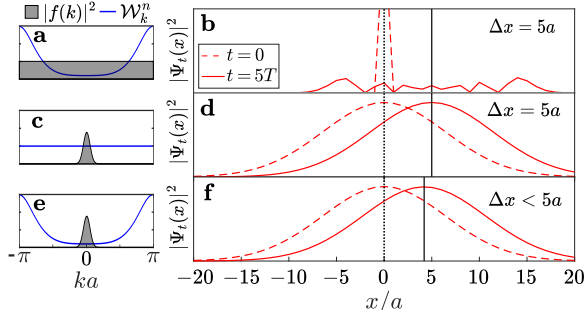 |f(k)|² 𝒲ₖⁿ
a
c
e
-π 0 π
ka
|Ψₜ(x)|²
b
Δx = 5a
t = 0
t = 5T
|Ψₜ(x)|²
d
Δx = 5a
|Ψₜ(x)|²
f
Δx < 5a
−20 −15 −10 −5 0 5 10 15 20
x/a